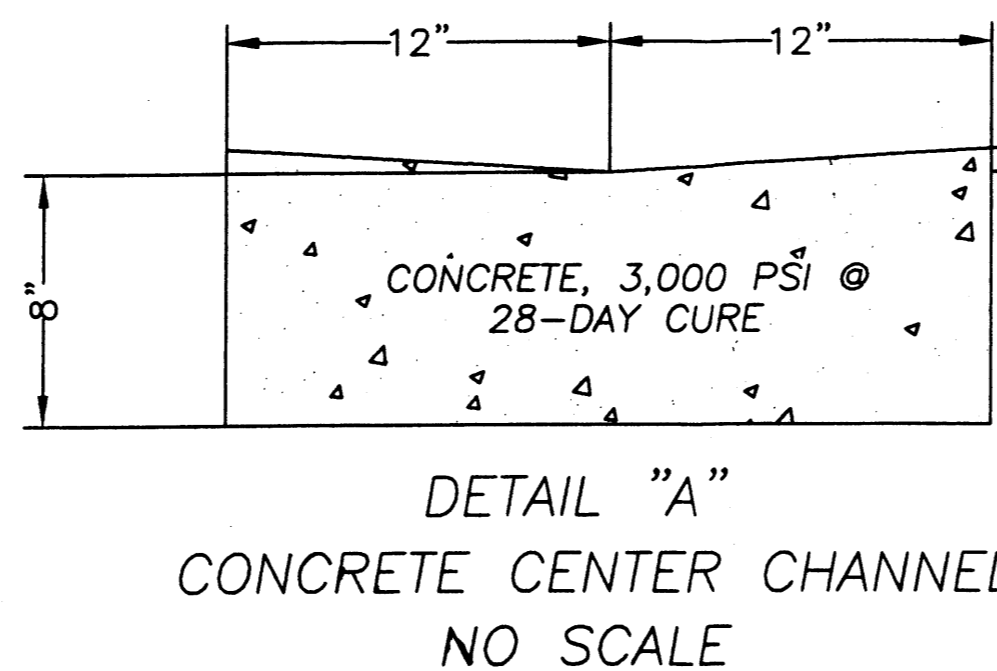 12” 12”
8”
CONCRETE, 3,000 PSI @
28-DAY CURE
DETAIL ”A”
CONCRETE CENTER CHANNEL
NO SCALE